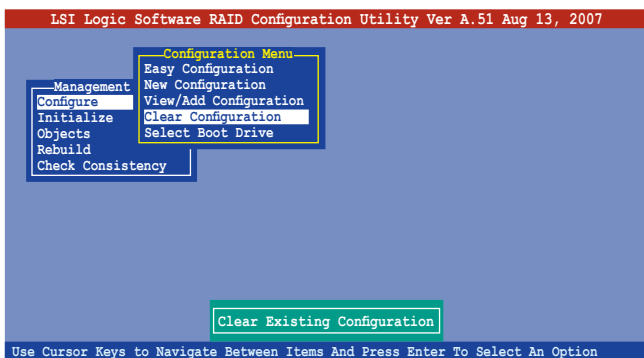 LSI Logic Software RAID Configuration Utility Ver A.51 Aug 13, 2007
Configuration Menu
Easy Configuration
New Configuration
View/Add Configuration
Clear Configuration
Select Boot Drive
Management
Configure
Initialize
Objects
Rebuild
Check Consistency
Clear Existing Configuration
Use Cursor Keys to Navigate Between Items And Press Enter To Select An Option